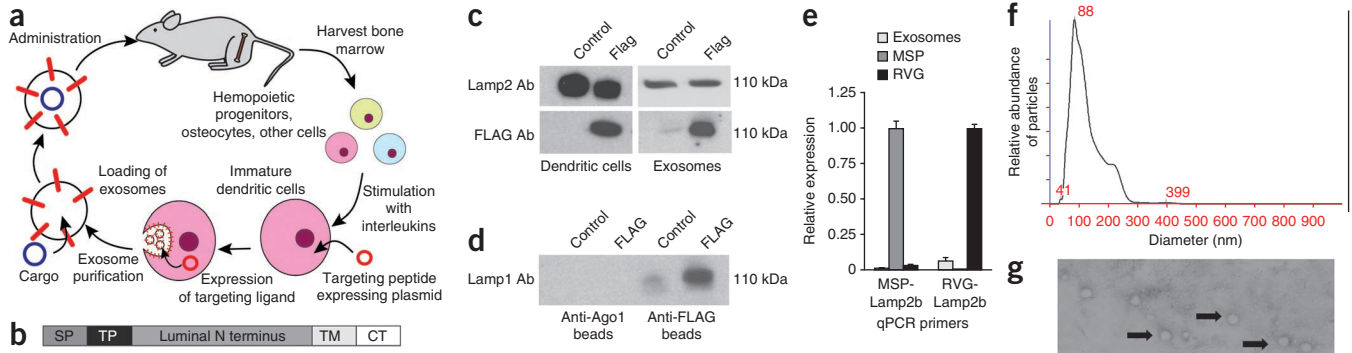 a
Administration
Harvest bone
marrow
Hemopoietic
progenitors,
osteocytes, other cells
Loading of
exosomes
Immature
dendritic cells
Stimulation
with
interleukins
Cargo
Exosome
purification
Expression
of targeting ligand
Targeting peptide
expressing plasmid
b
SP TP Luminal N terminus TM CT
c
Control Flag Control Flag
Lamp2 Ab 110 kDa
FLAG Ab 110 kDa
Dendritic cells Exosomes
d
Control FLAG Control FLAG
Lamp1 Ab 110 kDa
Anti-Ago1
beads
Anti-FLAG
beads
e
Exosomes
MSP
RVG
Relative expression
1.25
1.00
0.75
0.50
0.25
0
MSP-
Lamp2b
RVG-
Lamp2b
qPCR primers
f
Relative abundance
of particles
88
41
399
0 100 200 300 400 500 600 700 800 900
Diameter (nm)
g